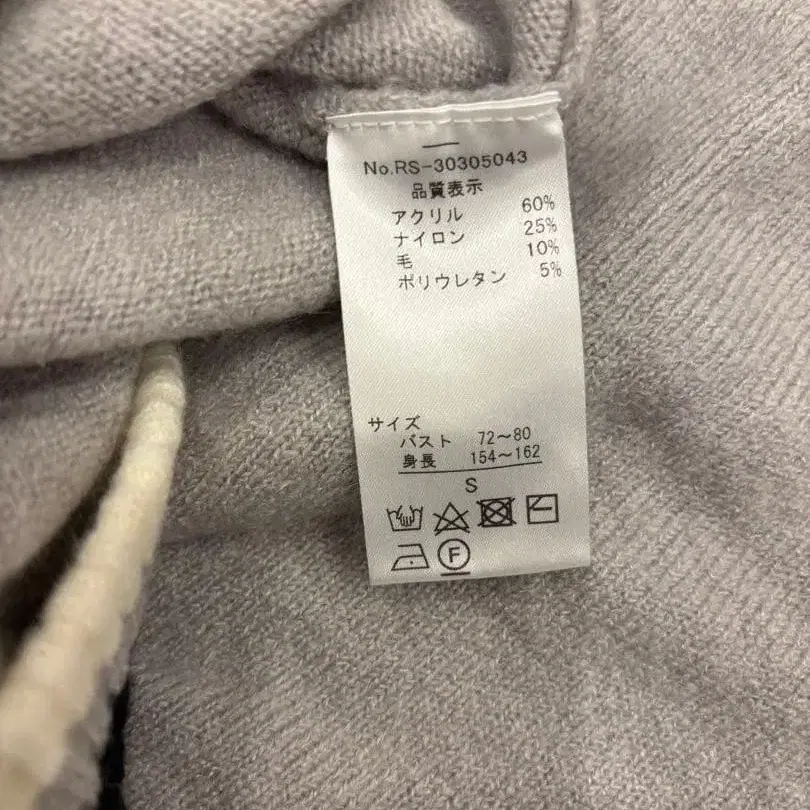 No.RS-30305043
品質表示
アクリル 60%
ナイロン 25%
毛 10%
ポリウレタン 5%
サイズ
バスト 72〜80
身長 154〜162
S
F